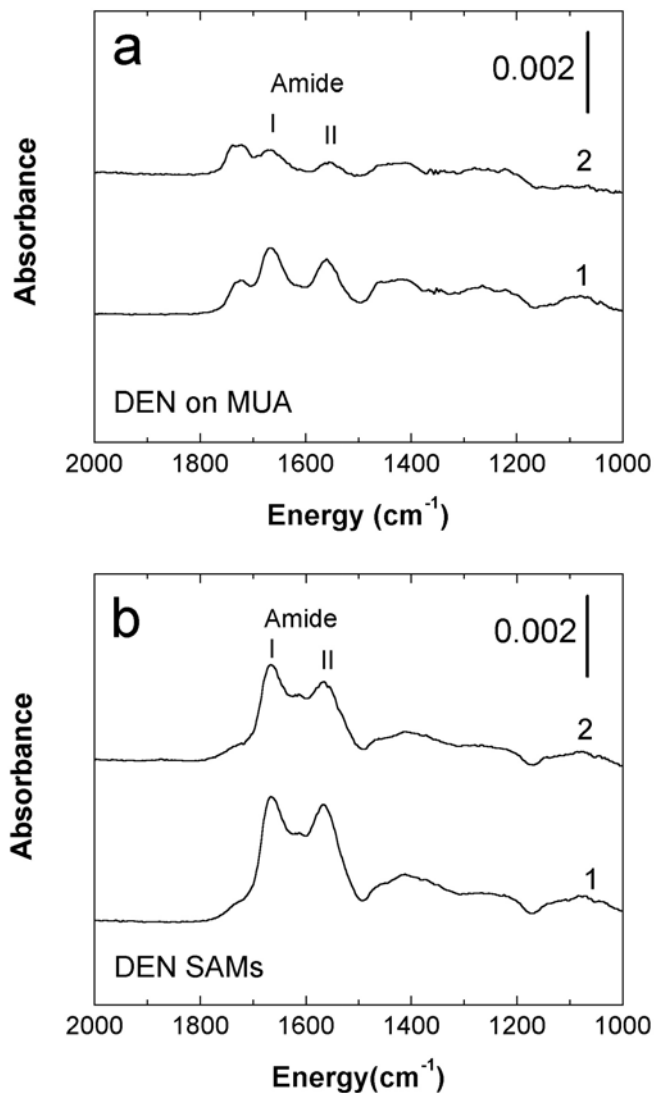 a
0.002
Amide
I
II
2
1
Absorbance
DEN on MUA
2000 1800 1600 1400 1200 1000
Energy (cm⁻¹)
b
0.002
Amide
I
II
2
1
Absorbance
DEN SAMs
2000 1800 1600 1400 1200 1000
Energy(cm⁻¹)